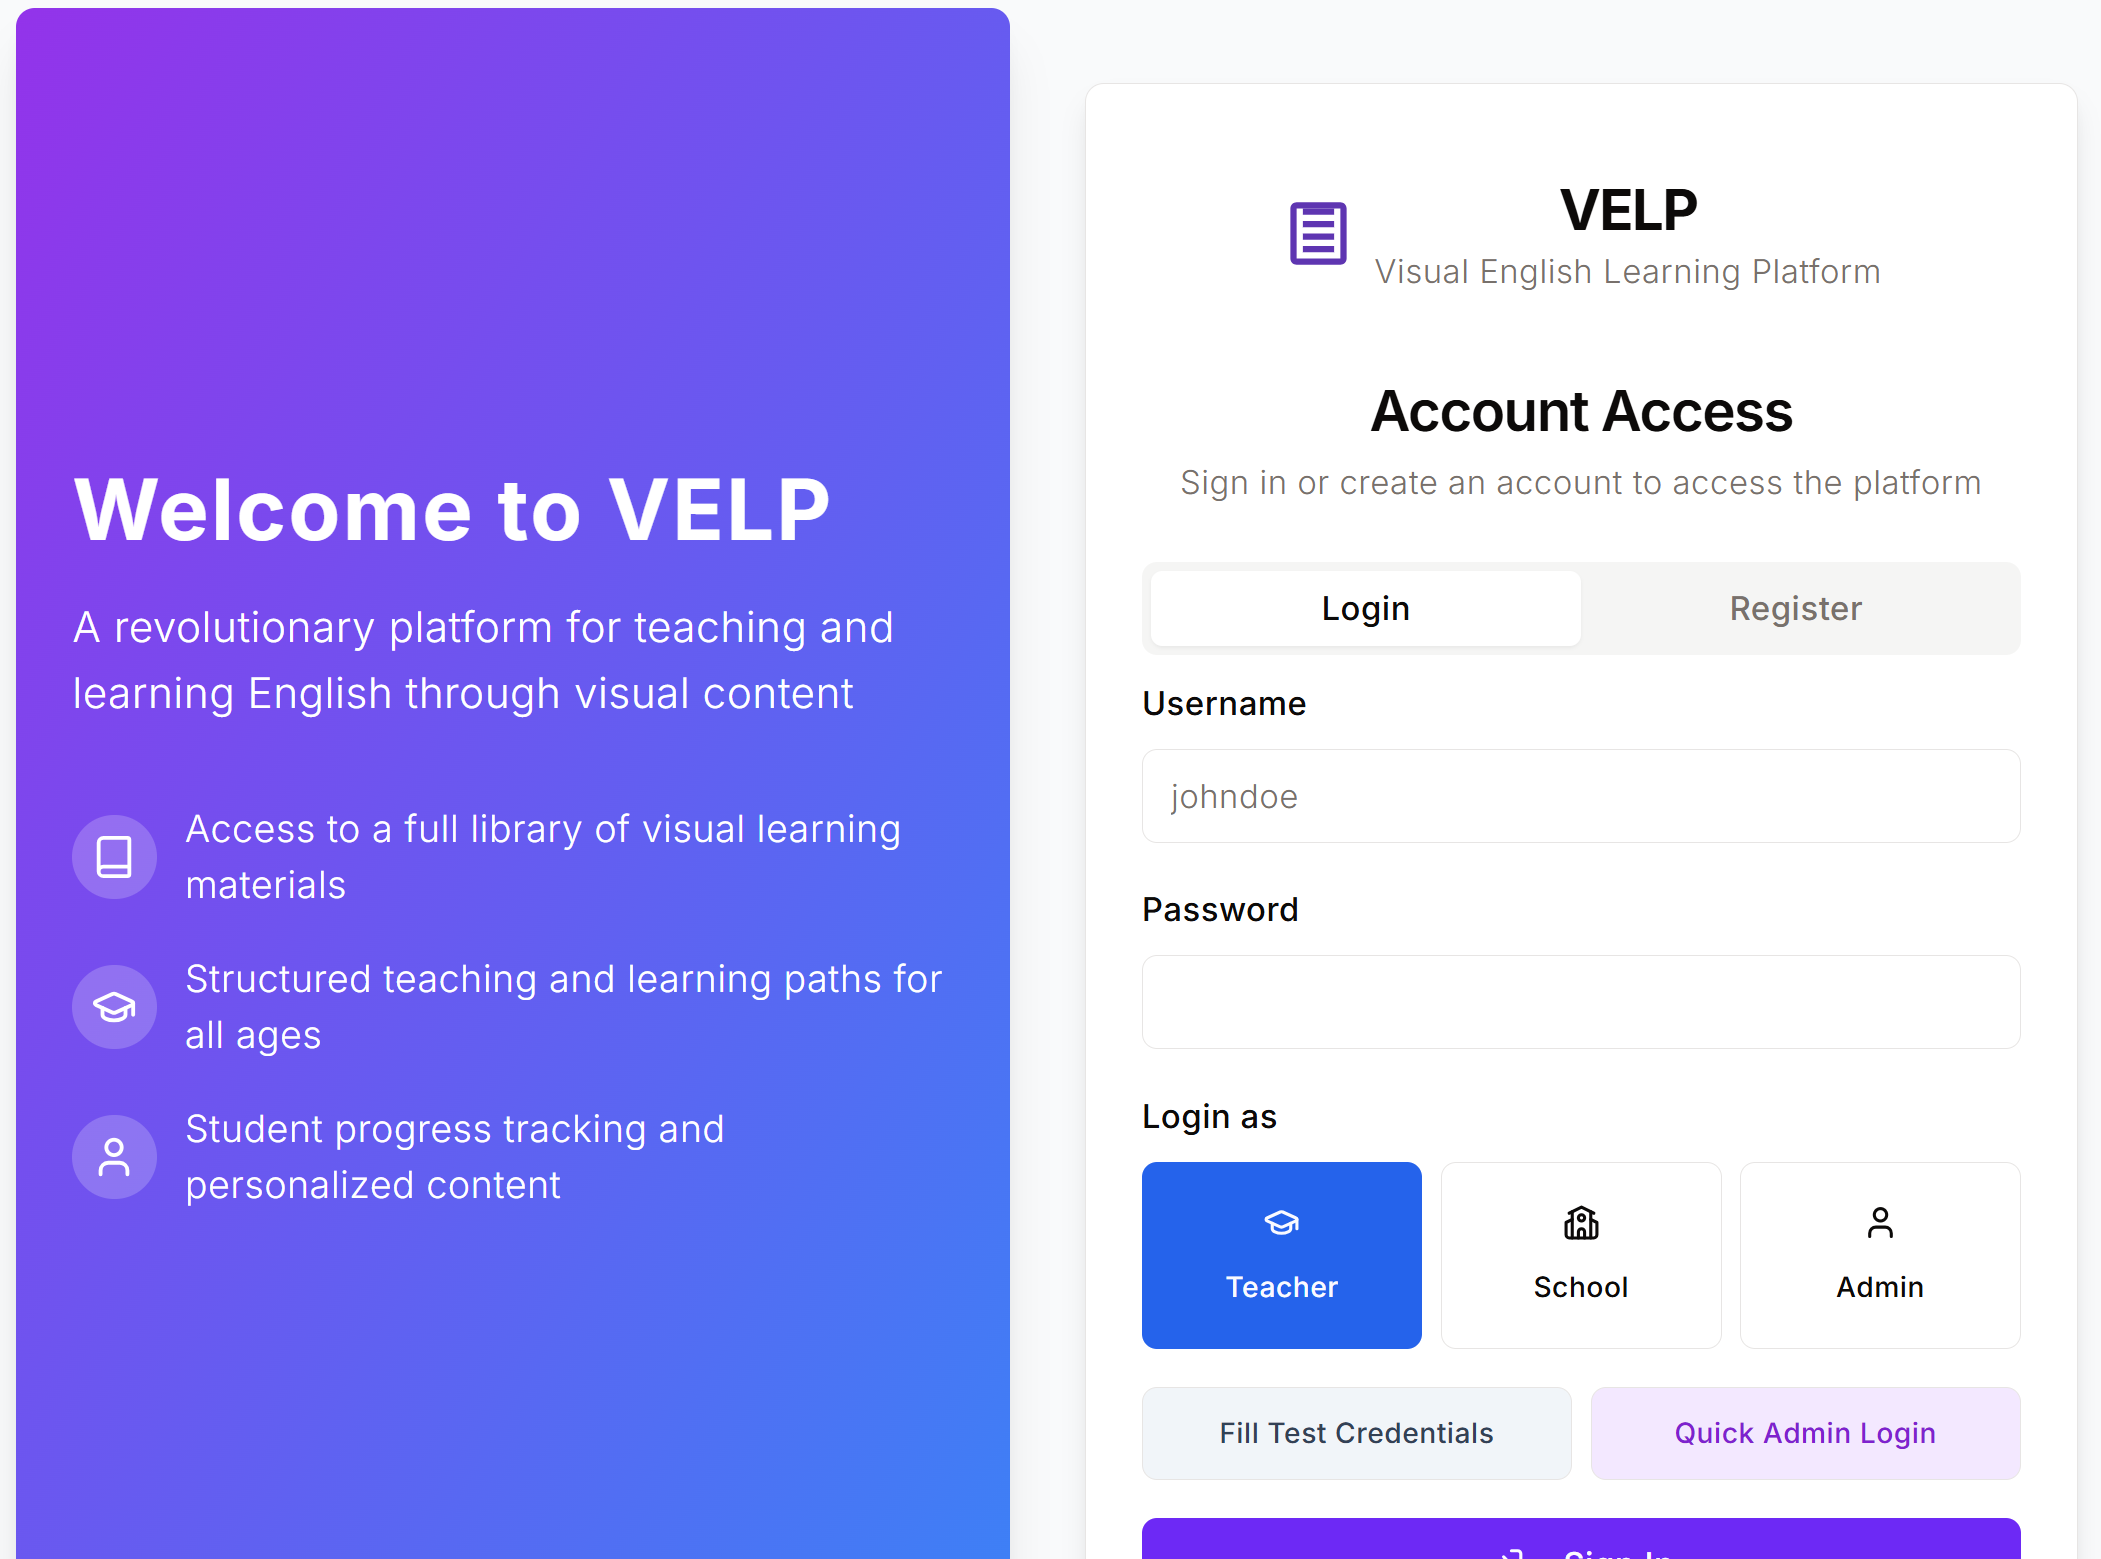 Welcome to VELP
A revolutionary platform for teaching and
learning English through visual content
Access to a full library of visual learning
materials
Structured teaching and learning paths for
all ages
Student progress tracking and
personalized content
VELP
Visual English Learning Platform
Account Access
Sign in or create an account to access the platform
Login
Register
Username
johndoe
Password
Login as
Teacher
School
Admin
Fill Test Credentials
Quick Admin Login
Sign In